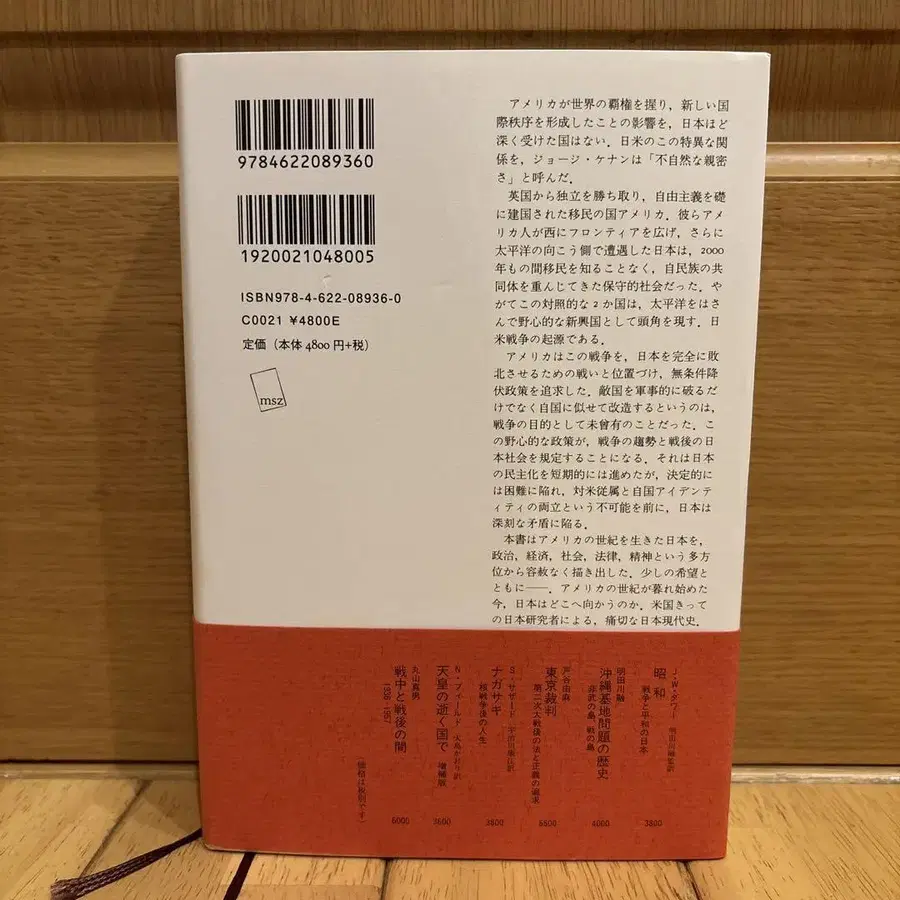 9784622089360
1920021048005
ISBN978-4-622-08936-0
C0021 ¥4800E
定価（本体4800円+税）
msz
アメリカが世界の覇権を握り，新しい国
際秩序を形成したことの影響を，日本ほど
深く受けた国はない．日米のこの特異な関
係を，ジョージ・ケナンは「不自然な親密
さ」と呼んだ．
英国から独立を勝ち取り，自由主義を礎
に建国された移民の国アメリカ．彼らアメ
リカ人が西にフロンティアを広げ，さらに
太平洋の向こう側で遭遇した日本は，2000
年もの間移民を知ることなく，自民族の共
同体を重んじてきた保守的社会だった．や
がてこの対照的な2か国は，太平洋をはさ
んで野心的な新興国として頭角を現す．日
米戦争の起源である．
アメリカはこの戦争を，日本を完全に敗
北させるための戦いと位置づけ，無条件降
伏政策を追求した．敵国を軍事的に破るだ
けでなく自国に似せて改造するというのは，
戦争の目的として未曾有のことだった．こ
の野心的な政策が，戦争の趨勢と戦後の日
本社会を規定することになる．それは日本
の民主化を短期的には進めたが，決定的に
は困難に陥れ，対米従属と自国アイデンテ
ィティの両立という不可能を前に，日本は
深刻な矛盾に陥る．
本書はアメリカの世紀を生きた日本を，
政治，経済，社会，法律，精神という多方
位から容赦なく描き出した．少しの希望と
ともに──．アメリカの世紀が暮れ始めた
今，日本はどこへ向かうのか．米国きって
の日本研究者による，痛切な日本現代史．
J・W・ダワー 明田川融監訳
昭和
戦争と平和の日本
3800
明田川融
沖縄基地問題の歴史
非武の島，戦の島
4000
戸谷由麻
東京裁判
第二次大戦後の法と正義の追求
S・サザード 宇治川康江訳
ナガサキ
核戦争後の人生
3800
N・フィールド 大島かおり訳
天皇の逝く国で 増補版
3600
丸山眞男
戦中と戦後の間
1936-1957
6000
（価格は税別です）